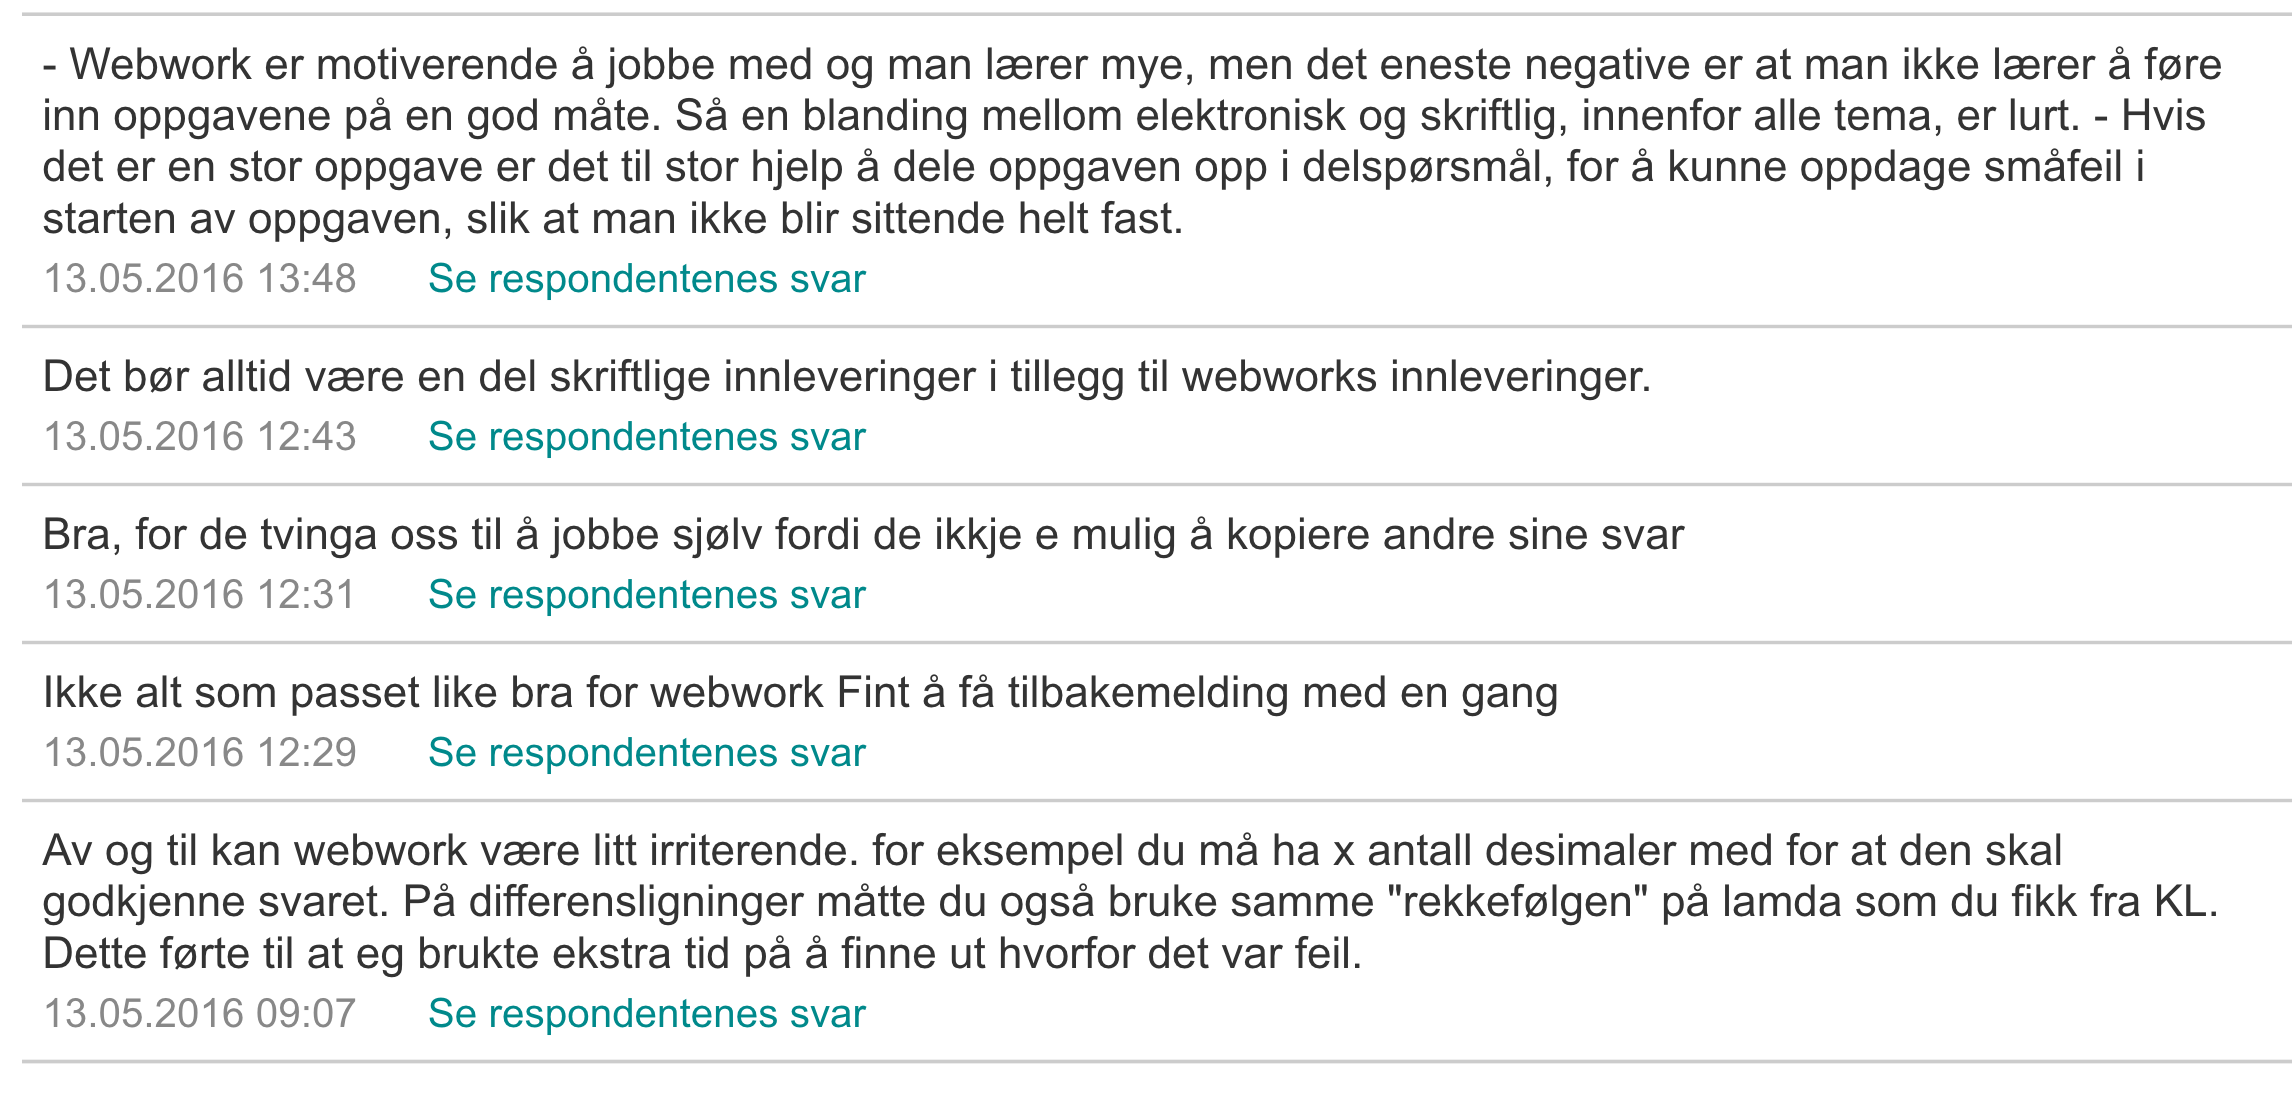 - Webwork er motiverende å jobbe med og man lærer mye, men det eneste negative er at man ikke lærer å føre
inn oppgavene på en god måte. Så en blanding mellom elektronisk og skriftlig, innenfor alle tema, er lurt. - Hvis
det er en stor oppgave er det til stor hjelp å dele oppgaven opp i delspørsmål, for å kunne oppdage småfeil i
starten av oppgaven, slik at man ikke blir sittende helt fast.
13.05.2016 13:48 Se respondentenes svar
Det bør alltid være en del skriftlige innleveringer i tillegg til webworks innleveringer.
13.05.2016 12:43 Se respondentenes svar
Bra, for de tvinga oss til å jobbe sjølv fordi de ikkje e mulig å kopiere andre sine svar
13.05.2016 12:31 Se respondentenes svar
Ikke alt som passet like bra for webwork Fint å få tilbakemelding med en gang
13.05.2016 12:29 Se respondentenes svar
Av og til kan webwork være litt irriterende. for eksempel du må ha x antall desimaler med for at den skal
godkjenne svaret. På differensligninger måtte du også bruke samme "rekkefølgen" på lamda som du fikk fra KL.
Dette førte til at eg brukte ekstra tid på å finne ut hvorfor det var feil.
13.05.2016 09:07 Se respondentenes svar